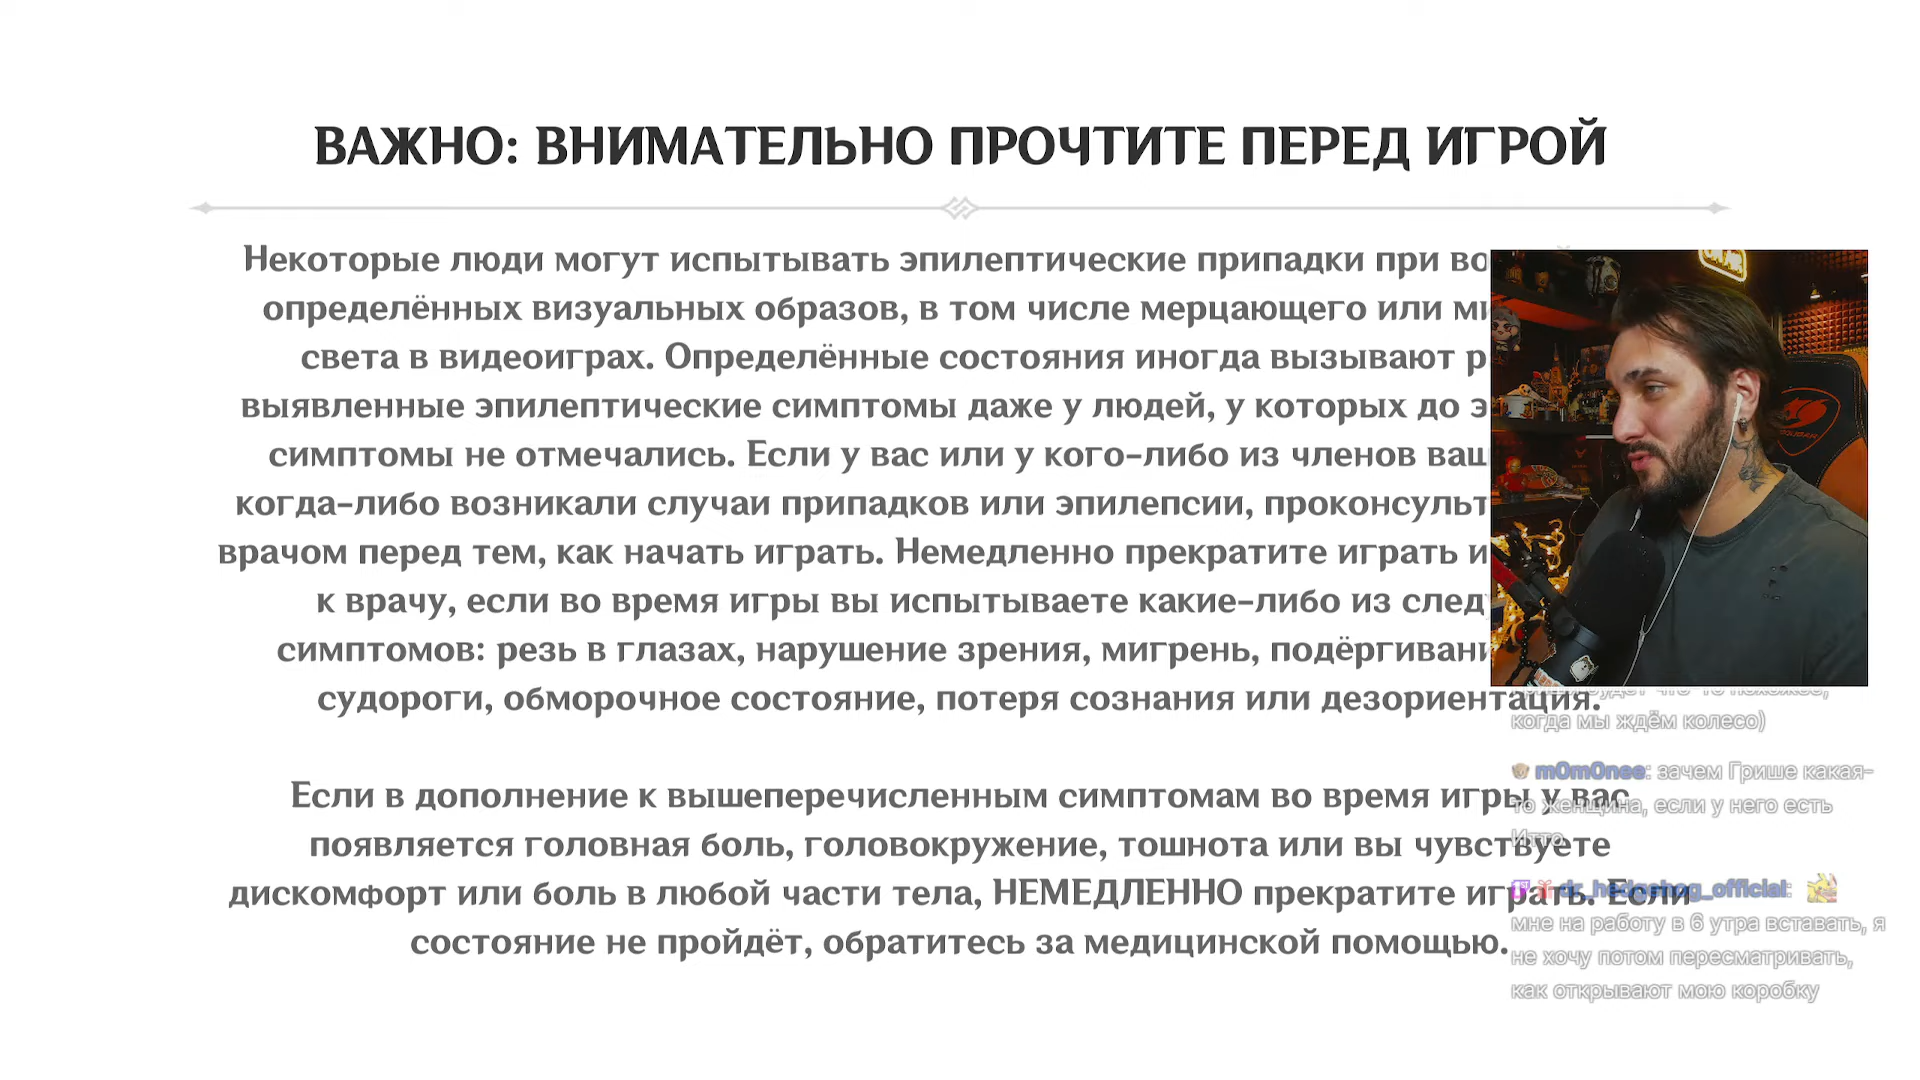 ВАЖНО: ВНИМАТЕЛЬНО ПРОЧТИТЕ ПЕРЕД ИГРОЙ
Некоторые люди могут испытывать эпилептические припадки при
определённых визуальных образов, в том числе мерцающего или
света в видеоиграх. Определённые состояния иногда вызывают
выявленные эпилептические симптомы даже у людей, у которых до
симптомы не отмечались. Если у вас или у кого-либо из членов
когда-либо возникали случаи припадков или эпилепсии,
врачом перед тем, как начать играть. Немедленно прекратите играть и
к врачу, если во время игры вы испытываете какие-либо из
симптомов: резь в глазах, нарушение зрения, мигрень,
судороги, обморочное состояние, потеря сознания или дезориентация.
Если в дополнение к вышеперечисленным симптомам во время игры у вас
появляется головная боль, головокружение, тошнота или вы чувствуете
дискомфорт или боль в любой части тела, НЕМЕДЛЕННО прекратите играть. Если
состояние не пройдёт, обратитесь за медицинской помощью.
COUGAR
когда мы ждём колесо)
m0m0nee: зачем Грише какая-
то женщина, если у него есть
Итто
dr_hedgehog_official:
мне на работу в 6 утра вставать, я
не хочу потом пересматривать,
как открывают мою коробку